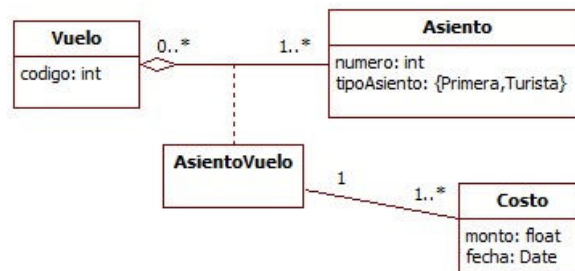 Vuelo
codigo: int
0..*
1..*
Asiento
numero: int
tipoAsiento: {Primera,Turista}
AsientoVuelo
1
1..*
Costo
monto: float
fecha: Date